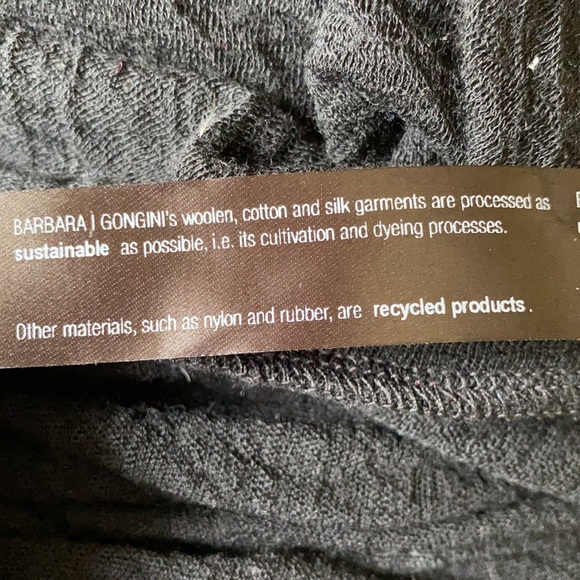 BARBARA | GONGINI's woolen, cotton and silk garments are processed as
sustainable as possible, i.e. its cultivation and dyeing processes.
Other materials, such as nylon and rubber, are recycled products.